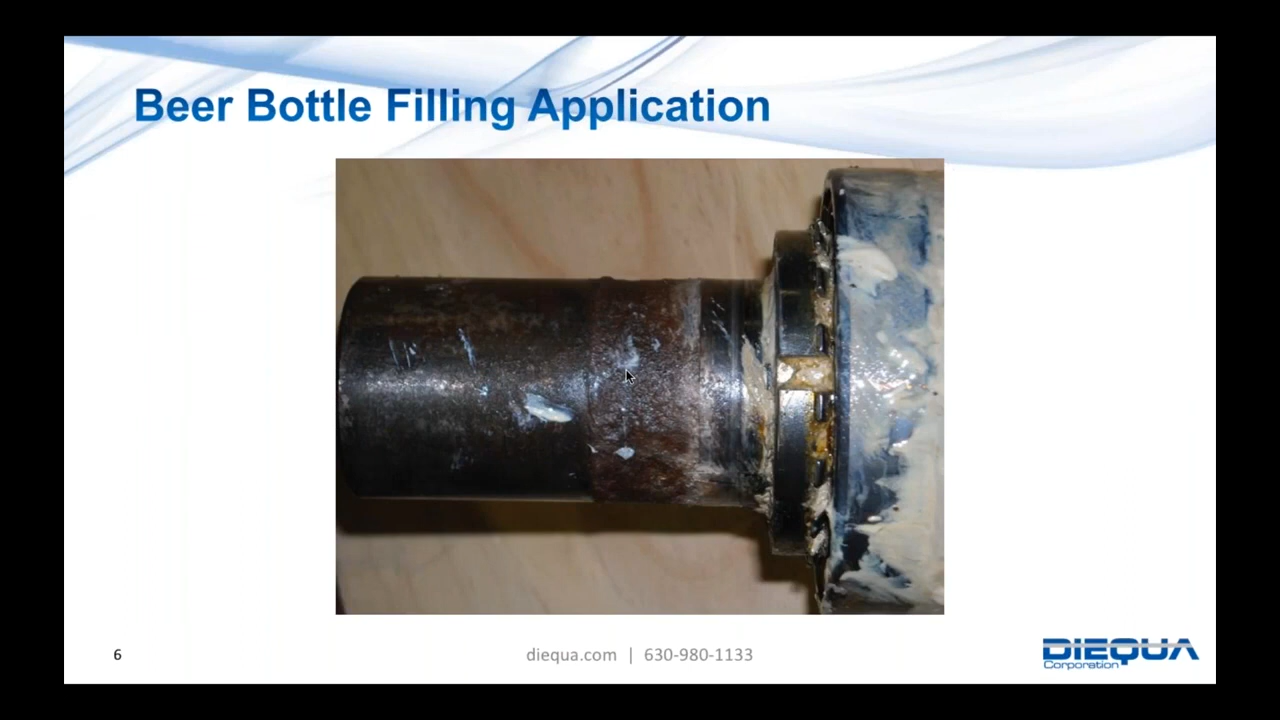 Beer Bottle Filling Application
6
diequa.com | 630-980-1133
DIEQUA
Corporation